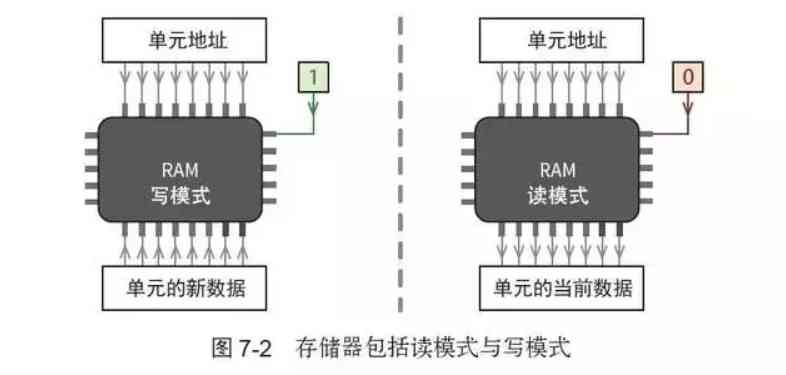 单元地址
1
RAM
写模式
单元的新数据
单元地址
0
RAM
读模式
单元的当前数据
图 7-2 存储器包括读模式与写模式